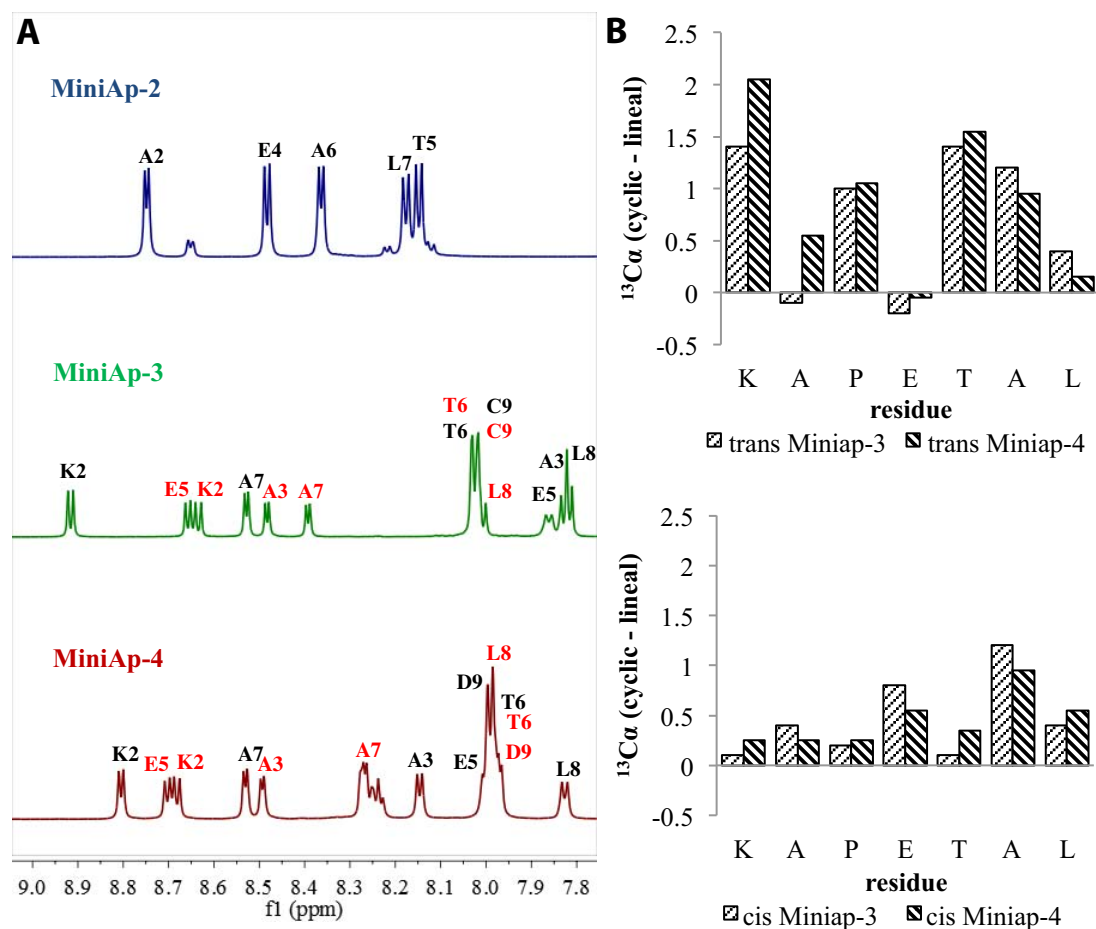 A
MiniAp-2
A2
E4
A6
L7
T5
MiniAp-3
K2
E5 K2
A7
A3
A7
T6 C9
T6 C9
L8
E5
A3
L8
MiniAp-4
K2
E5 K2
A7
A3
A7
A3
E5
D9
L8
T6
T6
D9
L8
9.0 8.9 8.8 8.7 8.6 8.5 8.4 8.3 8.2 8.1 8.0 7.9 7.8
f1 (ppm)
B
2.5
2
1.5
1
0.5
0
-0.5
¹³Cα (cyclic - lineal)
K A P E T A L
residue
trans Miniap-3 trans Miniap-4
2.5
2
1.5
1
0.5
0
-0.5
¹³Cα (cyclic - lineal)
K A P E T A L
residue
cis Miniap-3 cis Miniap-4